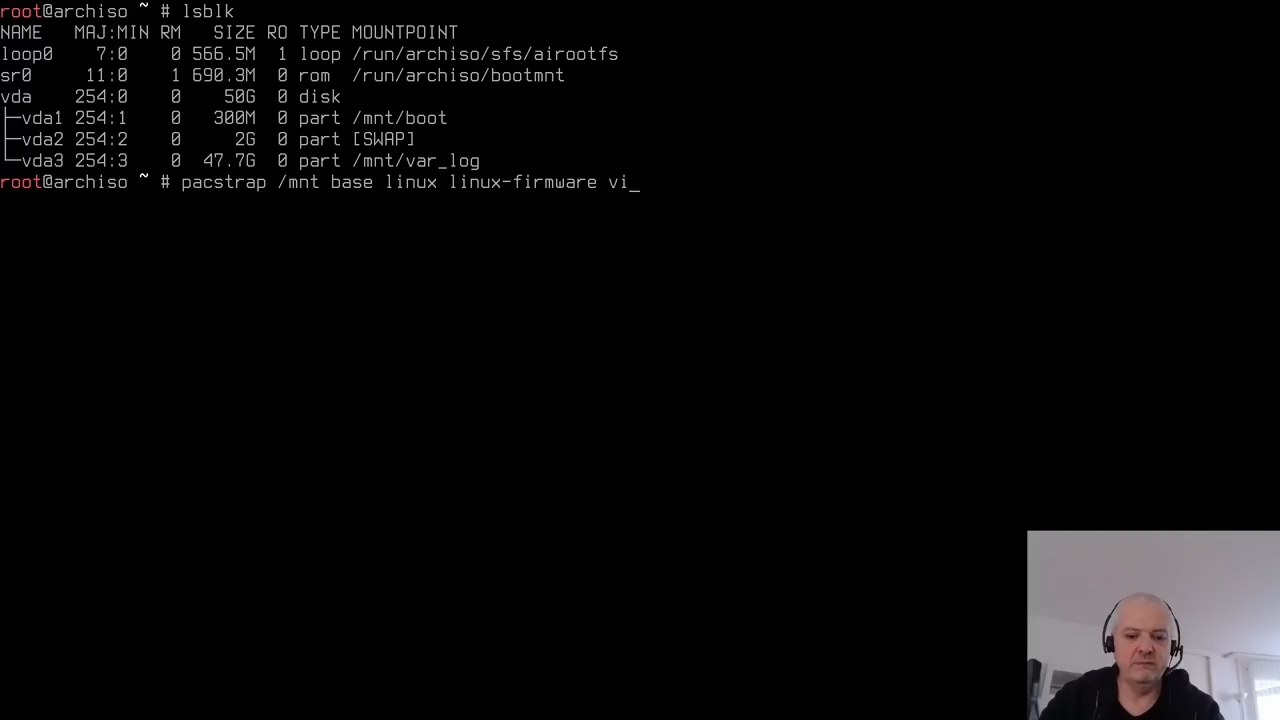 root@archiso ~ # lsblk
NAME   MAJ:MIN RM   SIZE RO TYPE MOUNTPOINT
loop0    7:0    0 566.5M  1 loop /run/archiso/sfs/airootfs
sr0     11:0    1 690.3M  0 rom  /run/archiso/bootmnt
vda    254:0    0    50G  0 disk
├─vda1 254:1    0   300M  0 part /mnt/boot
├─vda2 254:2    0     2G  0 part [SWAP]
└─vda3 254:3    0  47.7G  0 part /mnt/var_log
root@archiso ~ # pacstrap /mnt base linux linux-firmware vi_